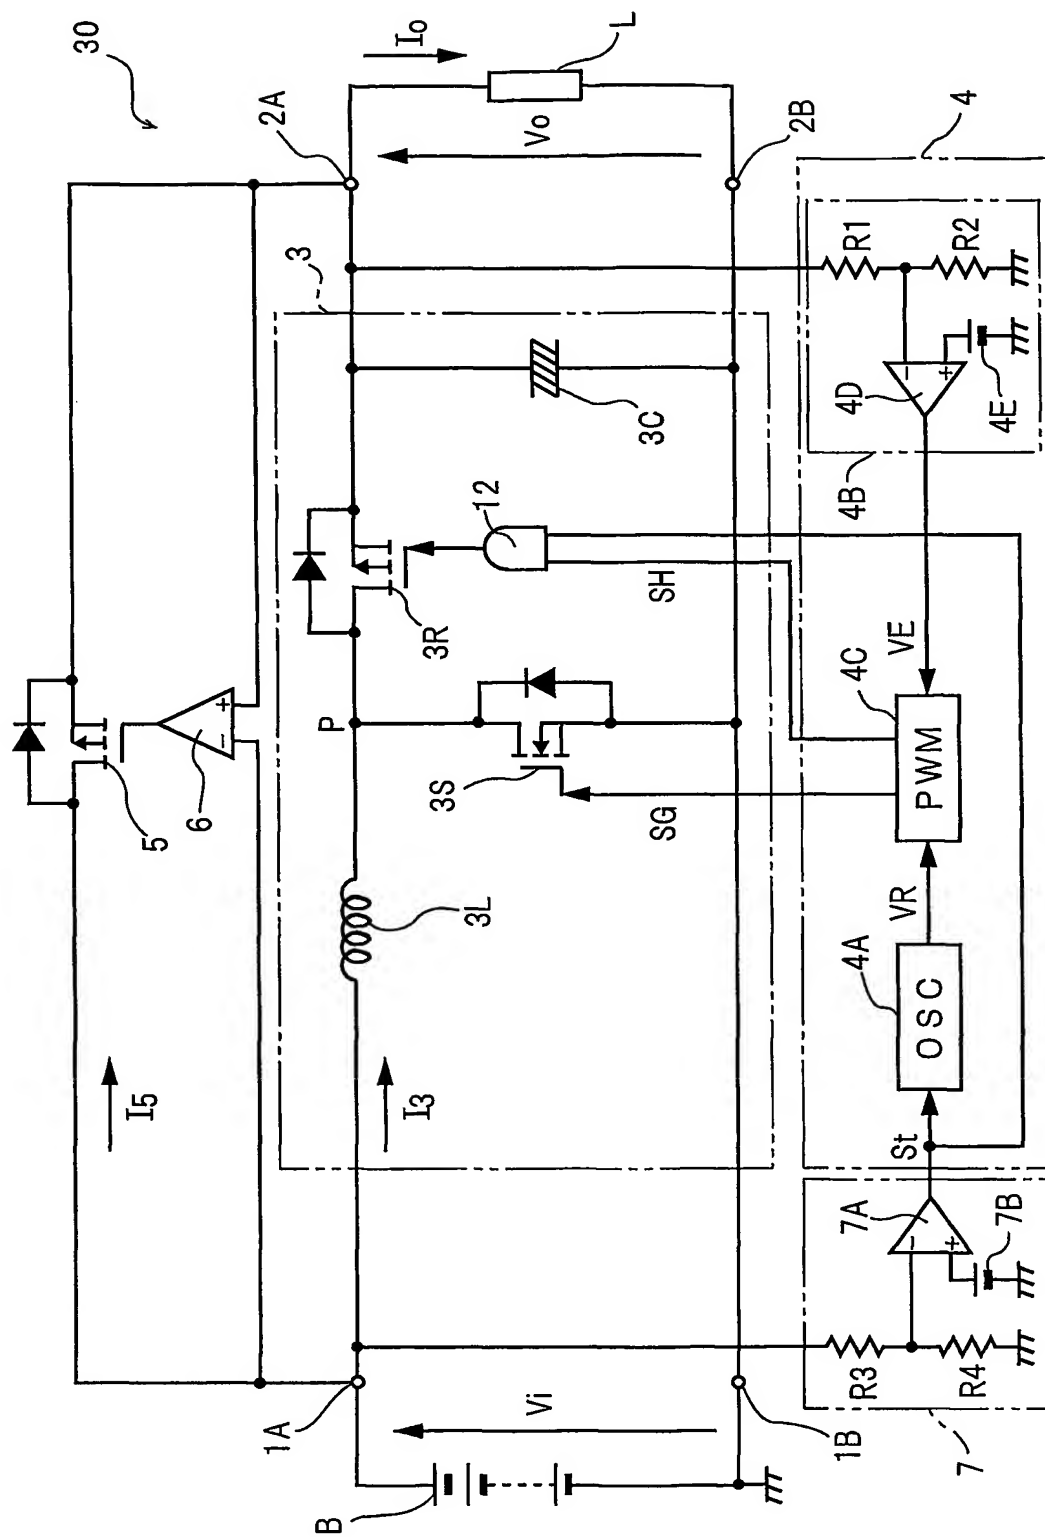 30
I5
5
6
+
-
3
I3
3L
P
3R
12
SH
3S
SG
3C
2A
Io
L
Vo
2B
1A
Vi
B
1B
7
R3
R4
-
+
7A
7B
St
4A
OSC
VR
4C
PWM
VE
4B
4D
-
+
4E
R1
R2
4